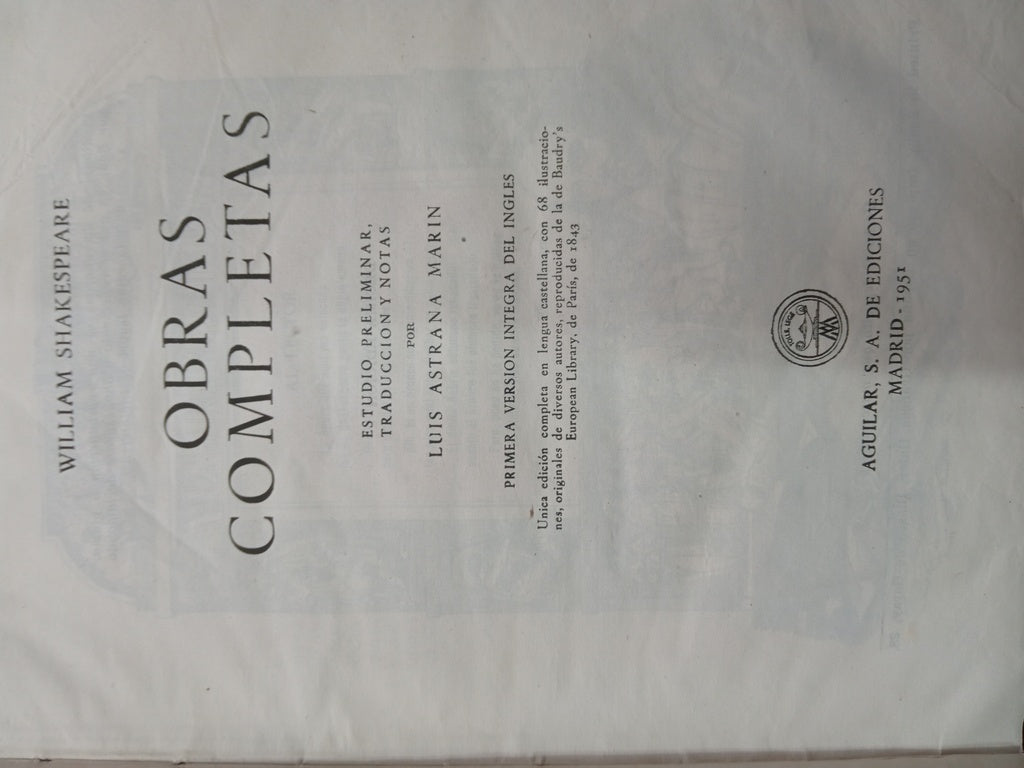 WILLIAM SHAKESPEARE
OBRAS
COMPLETAS
ESTUDIO PRELIMINAR,
TRADUCCION Y NOTAS
POR
LUIS ASTRANA MARIN
PRIMERA VERSION INTEGRA DEL INGLES
Unica edición completa en lengua castellana, con 68 ilustracio-
nes, originales de diversos autores, reproducidas de la de Baudry's
European Library, de París, de 1843
AGUILAR, S. A. DE EDICIONES
MADRID - 1951